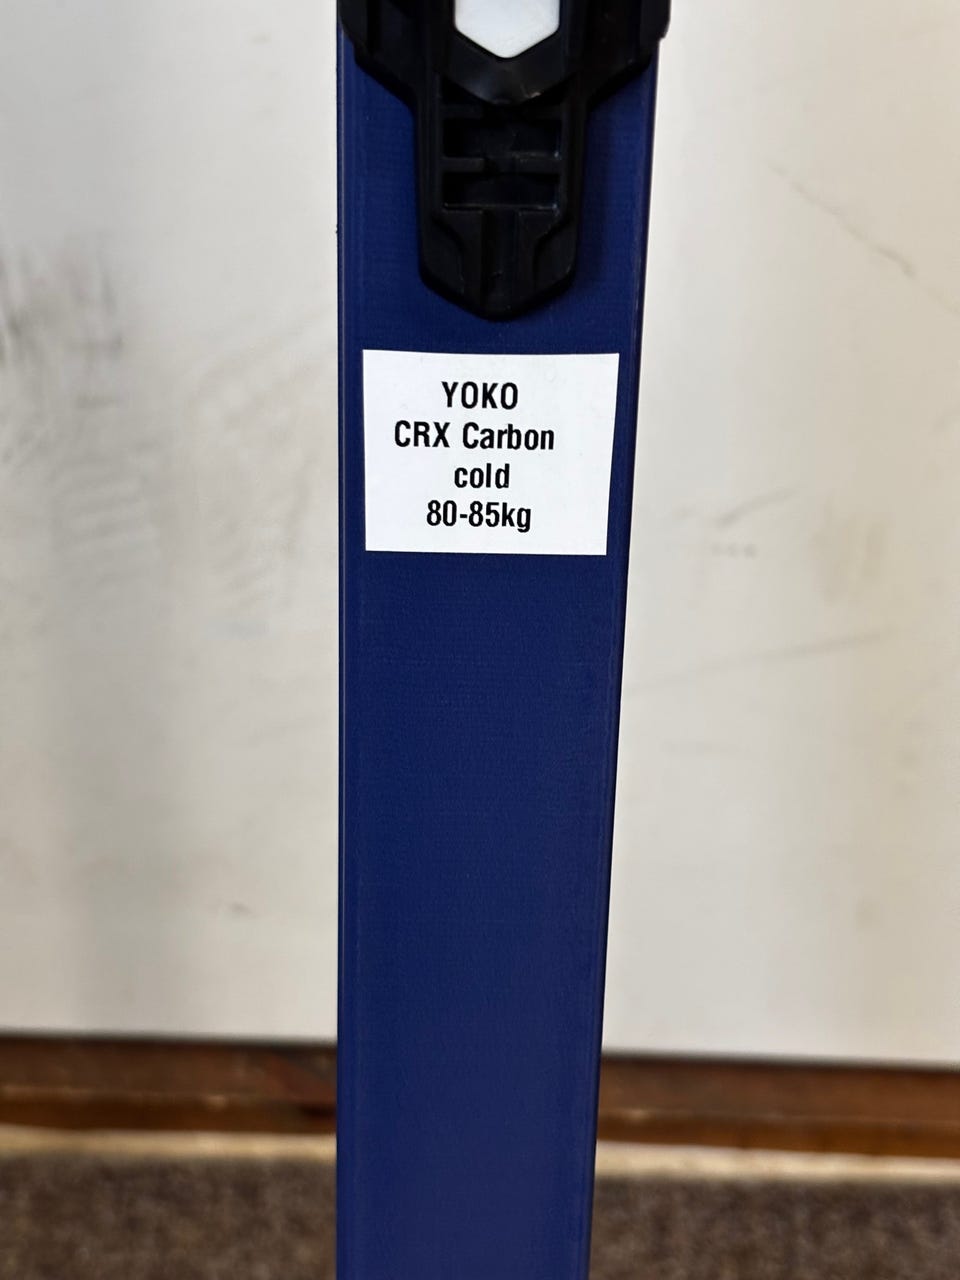 YOKO
CRX Carbon
cold
80-85kg